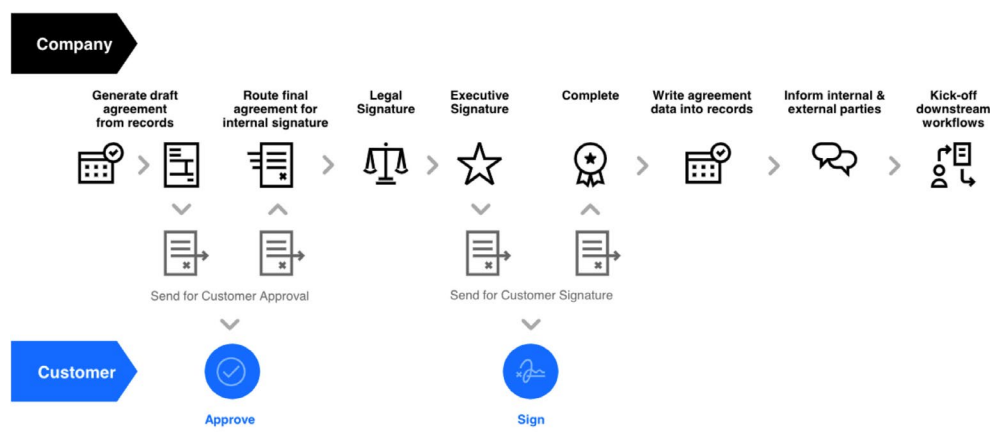 Company
Generate draft
agreement
from records
Route final
agreement for
internal signature
Legal
Signature
Executive
Signature
Complete
Write agreement
data into records
Inform internal &
external parties
Kick-off
downstream
workflows
Send for Customer Approval
Send for Customer Signature
Customer
Approve
Sign